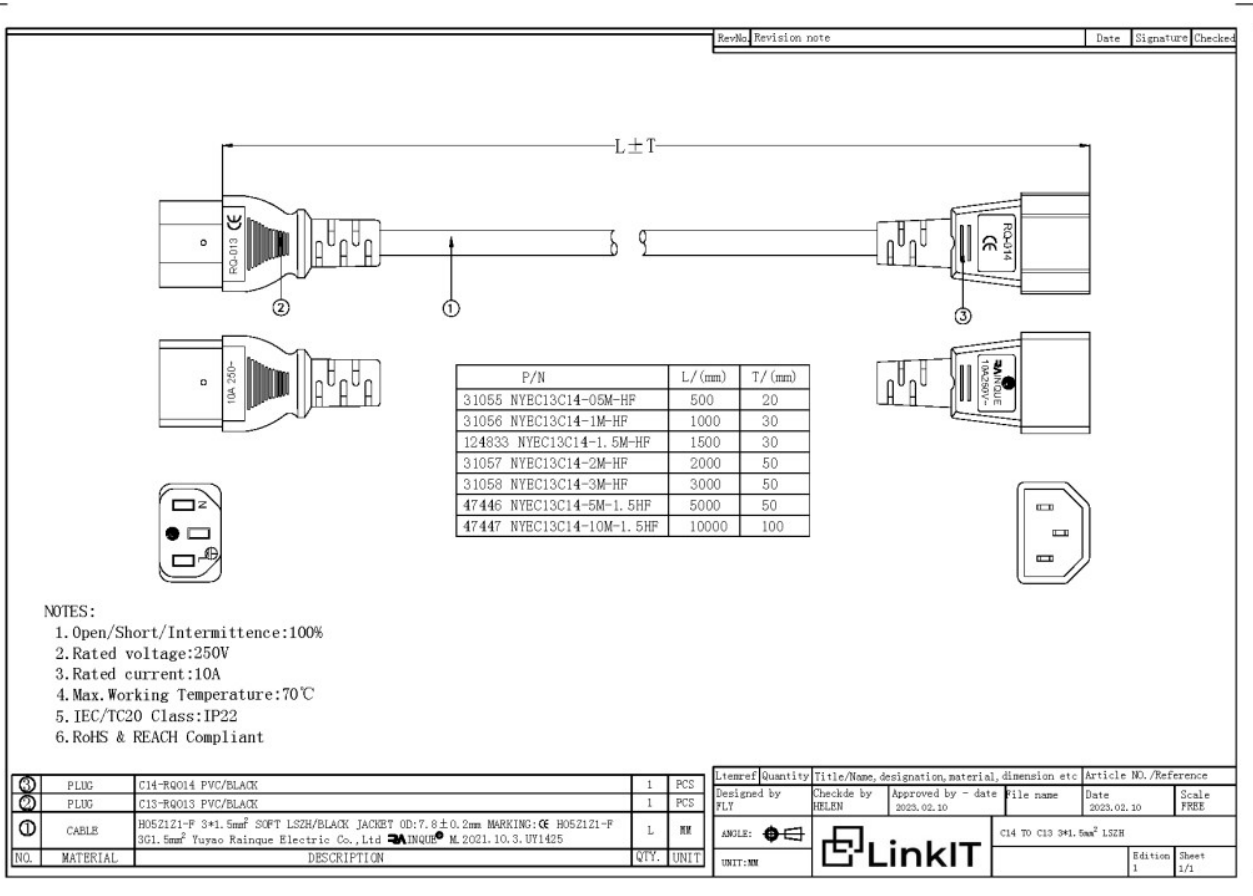 RevNo. Revision note Date Signature Checked
L±T
RQ-013 CE
RQ-014 CE
② ① ③
10A 250~
RAINQUE
10A250V~
P/N L/(mm) T/(mm)
31055 NYEC13C14-05M-HF 500 20
31056 NYEC13C14-1M-HF 1000 30
124833 NYEC13C14-1.5M-HF 1500 30
31057 NYEC13C14-2M-HF 2000 50
31058 NYEC13C14-3M-HF 3000 50
47446 NYEC13C14-5M-1.5HF 5000 50
47447 NYEC13C14-10M-1.5HF 10000 100
N
L
NOTES:
1.Open/Short/Intermittence:100%
2.Rated voltage:250V
3.Rated current:10A
4.Max.Working Temperature:70℃
5.IEC/TC20 Class:IP22
6.RoHS & REACH Compliant
③ PLUG C14-RQ014 PVC/BLACK 1 PCS
② PLUG C13-RQ013 PVC/BLACK 1 PCS
① CABLE H05Z1Z1-F 3*1.5mm² SOFT LSZH/BLACK JACKET OD:7.8±0.2mm MARKING:CE H05Z1Z1-F
3G1.5mm² Yuyao Rainque Electric Co.,Ltd RAINQUE® M.2021.10.3.UY1425 L MM
NO. MATERIAL DESCRIPTION QTY. UNIT
Ltemref Quantity Title/Name, designation, material, dimension etc Article NO./Reference
Designed by Checkde by Approved by - date File name Date Scale
FLY HELEN 2023.02.10 2023.02.10 FREE
ANGLE:
LinkIT
C14 TO C13 3*1.5mm² LSZH
UNIT:MM
Edition Sheet
1 1/1